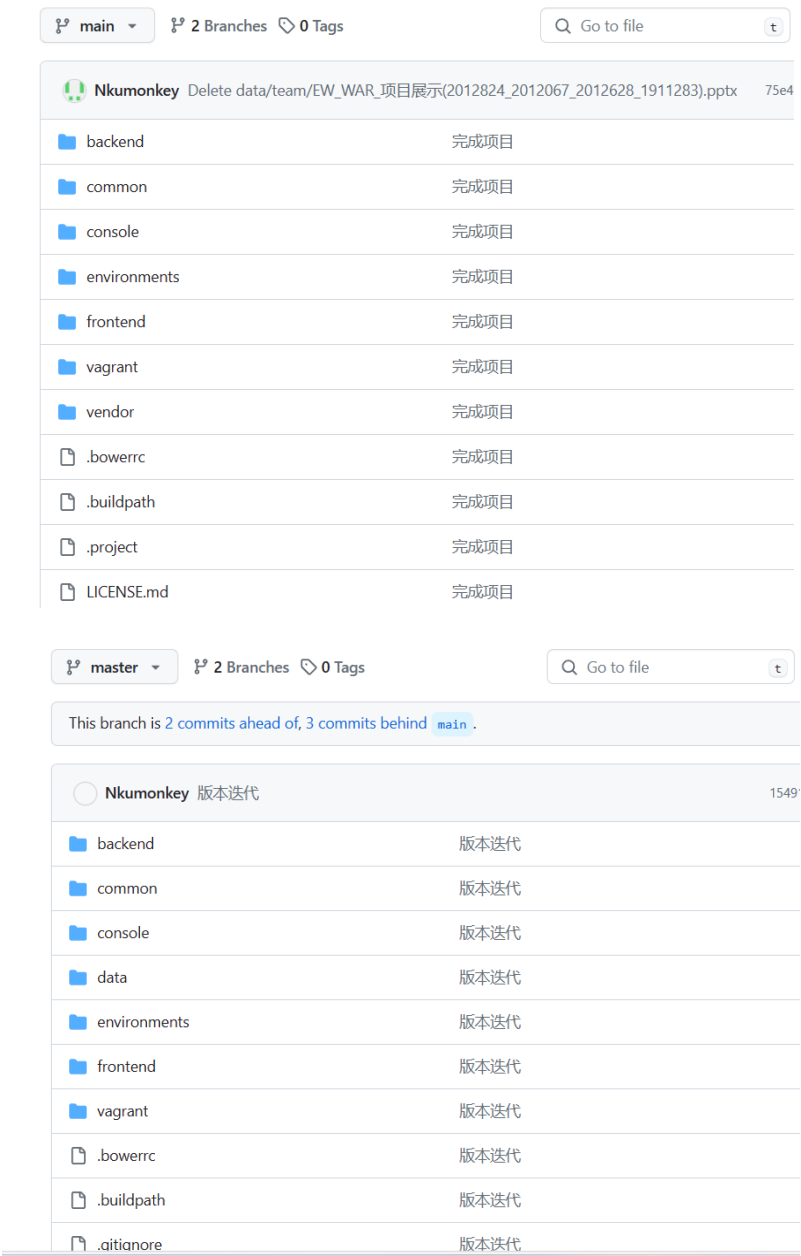 main 2 Branches 0 Tags Go to file t
Nkumonkey Delete data/team/EW_WAR_项目展示(2012824_2012067_2012628_1911283).pptx 75e4
backend 完成项目
common 完成项目
console 完成项目
environments 完成项目
frontend 完成项目
vagrant 完成项目
vendor 完成项目
.bowerrc 完成项目
.buildpath 完成项目
.project 完成项目
LICENSE.md 完成项目
master 2 Branches 0 Tags Go to file t
This branch is 2 commits ahead of, 3 commits behind main .
Nkumonkey 版本迭代 1549
backend 版本迭代
common 版本迭代
console 版本迭代
data 版本迭代
environments 版本迭代
frontend 版本迭代
vagrant 版本迭代
.bowerrc 版本迭代
.buildpath 版本迭代
.gitignore 版本迭代